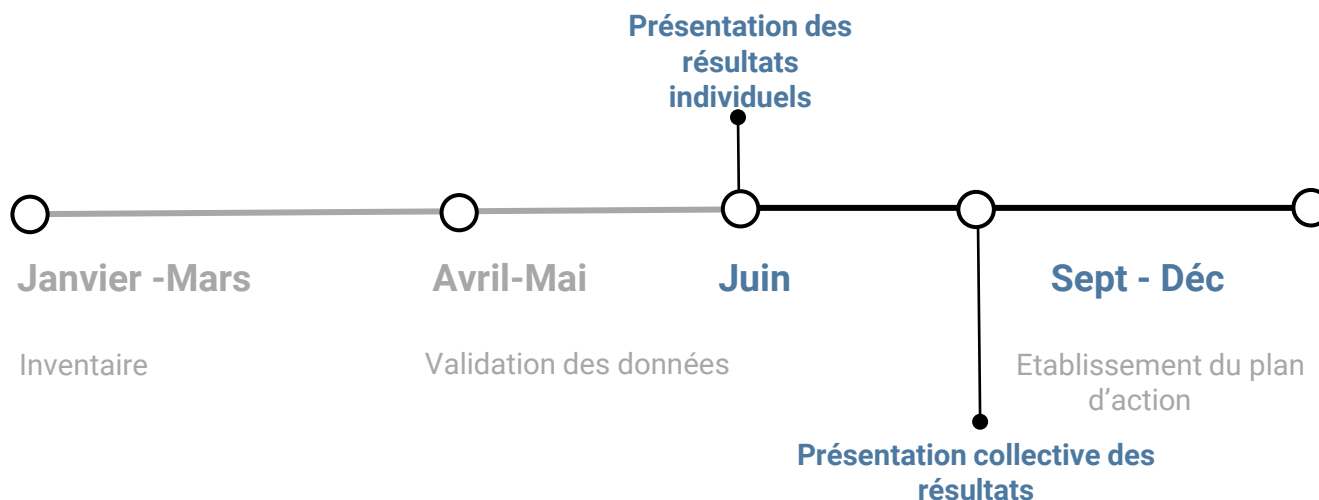 Présentation des
résultats
individuels
Janvier -Mars
Avril-Mai
Juin
Sept - Déc
Inventaire
Validation des données
Etablissement du plan
d’action
Présentation collective des
résultats